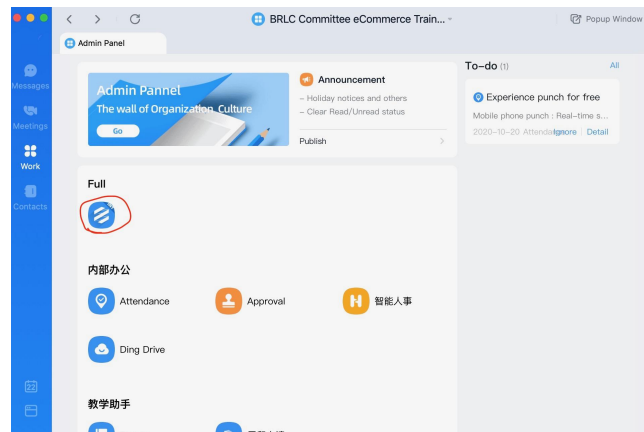 BRLC Committee eCommerce Train...
Popup Window
Admin Panel
Messages
Meetings
Work
Contacts
22
Admin Pannel
The wall of Organization Culture
Go
Announcement
- Holiday notices and others
- Clear Read/Unread status
Publish
To-do (1)
All
Experience punch for free
Mobile phone punch : Real-time s...
2020-10-20 Attendan
Ignore
Detail
Full
内部办公
Attendance
Approval
智能人事
Ding Drive
教学助手